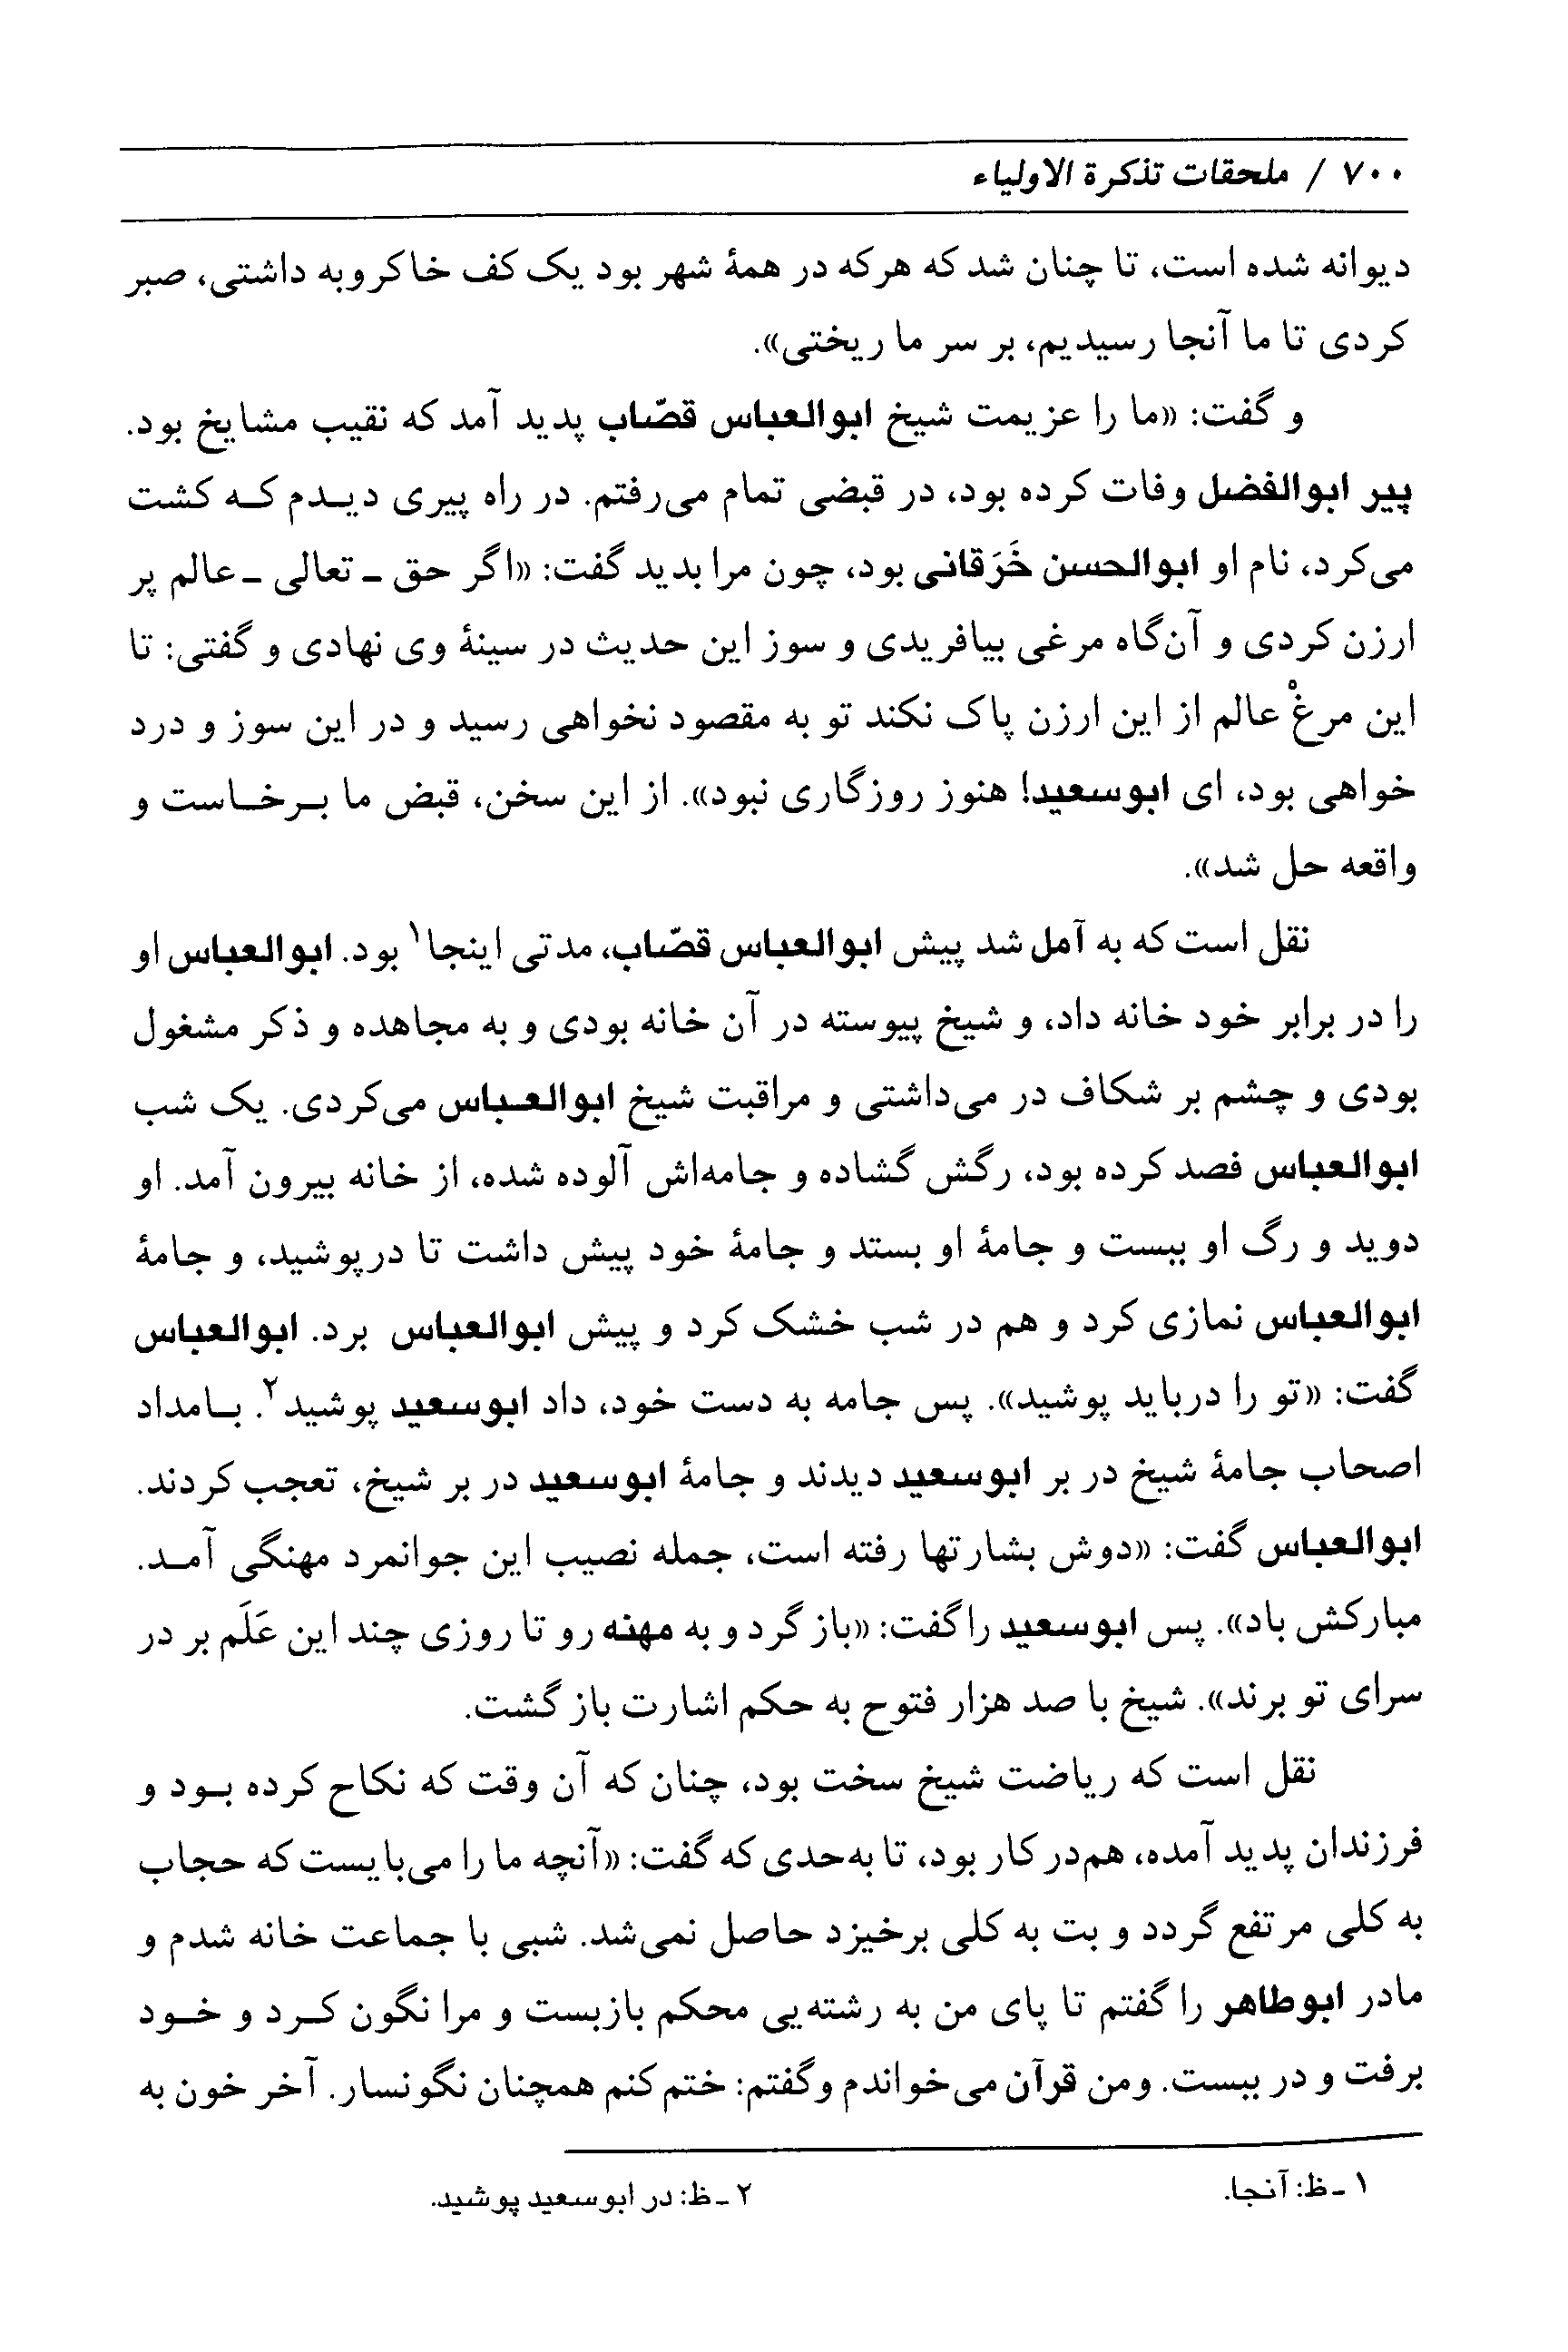 ۷۰۰ / ملحقات تذکرة الاولیاء
دیوانه شده است، تا چنان شد که هرکه در همهٔ شهر بود یک کف خاکروبه داشتی، صبر
کردی تا ما آنجا رسیدیم، بر سر ما ریختی».
و گفت: «ما را عزیمت شیخ ابوالعباس قصّاب پدید آمد که نقیب مشایخ بود.
پیر ابوالفضل وفات کرده بود، در قبضی تمام می‌رفتم. در راه پیری دیدم که کشت
می‌کرد، نام او ابوالحسن خَرَقانی بود، چون مرا بدید گفت: «اگر حق ـ تعالی ـ عالم پر
ارزن کردی و آن‌گاه مرغی بیافریدی و سوز این حدیث در سینهٔ وی نهادی و گفتی: تا
این مرغْ عالم از این ارزن پاک نکند تو به مقصود نخواهی رسید و در این سوز و درد
خواهی بود، ای ابوسعید! هنوز روزگاری نبود». از این سخن، قبض ما برخاست و
واقعه حل شد».
نقل است که به آمل شد پیش ابوالعباس قصّاب، مدتی اینجا۱ بود. ابوالعباس او
را در برابر خود خانه داد، و شیخ پیوسته در آن خانه بودی و به مجاهده و ذکر مشغول
بودی و چشم بر شکاف در می‌داشتی و مراقبت شیخ ابوالعباس می‌کردی. یک شب
ابوالعباس فصد کرده بود، رگش گشاده و جامه‌اش آلوده شده، از خانه بیرون آمد. او
دوید و رگ او ببست و جامهٔ او بستد و جامهٔ خود پیش داشت تا درپوشید، و جامهٔ
ابوالعباس نمازی کرد و هم در شب خشک کرد و پیش ابوالعباس برد. ابوالعباس
گفت: «تو را درباید پوشید». پس جامه به دست خود، داد ابوسعید پوشید۲. بامداد
اصحاب جامهٔ شیخ در بر ابوسعید دیدند و جامهٔ ابوسعید در بر شیخ، تعجب کردند.
ابوالعباس گفت: «دوش بشارتها رفته است، جمله نصیب این جوانمرد مهنگی آمد.
مبارکش باد». پس ابوسعید را گفت: «باز گرد و به مهنه رو تا روزی چند این عَلَم بر در
سرای تو برند». شیخ با صد هزار فتوح به حکم اشارت باز گشت.
نقل است که ریاضت شیخ سخت بود، چنان که آن وقت که نکاح کرده بود و
فرزندان پدید آمده، هم‌در کار بود، تا به‌حدی که گفت: «آنچه ما را می‌بایست که حجاب
به کلی مرتفع گردد و بت به کلی برخیزد حاصل نمی‌شد. شبی با جماعت خانه شدم و
مادر ابوطاهر را گفتم تا پای من به رشته‌یی محکم بازبست و مرا نگون کرد و خود
برفت و در ببست. ومن قرآن می‌خواندم وگفتم: ختم کنم همچنان نگونسار. آخر خون به
۱ ـ ظ: آنجا.
۲ ـ ظ: در ابوسعید پوشید.